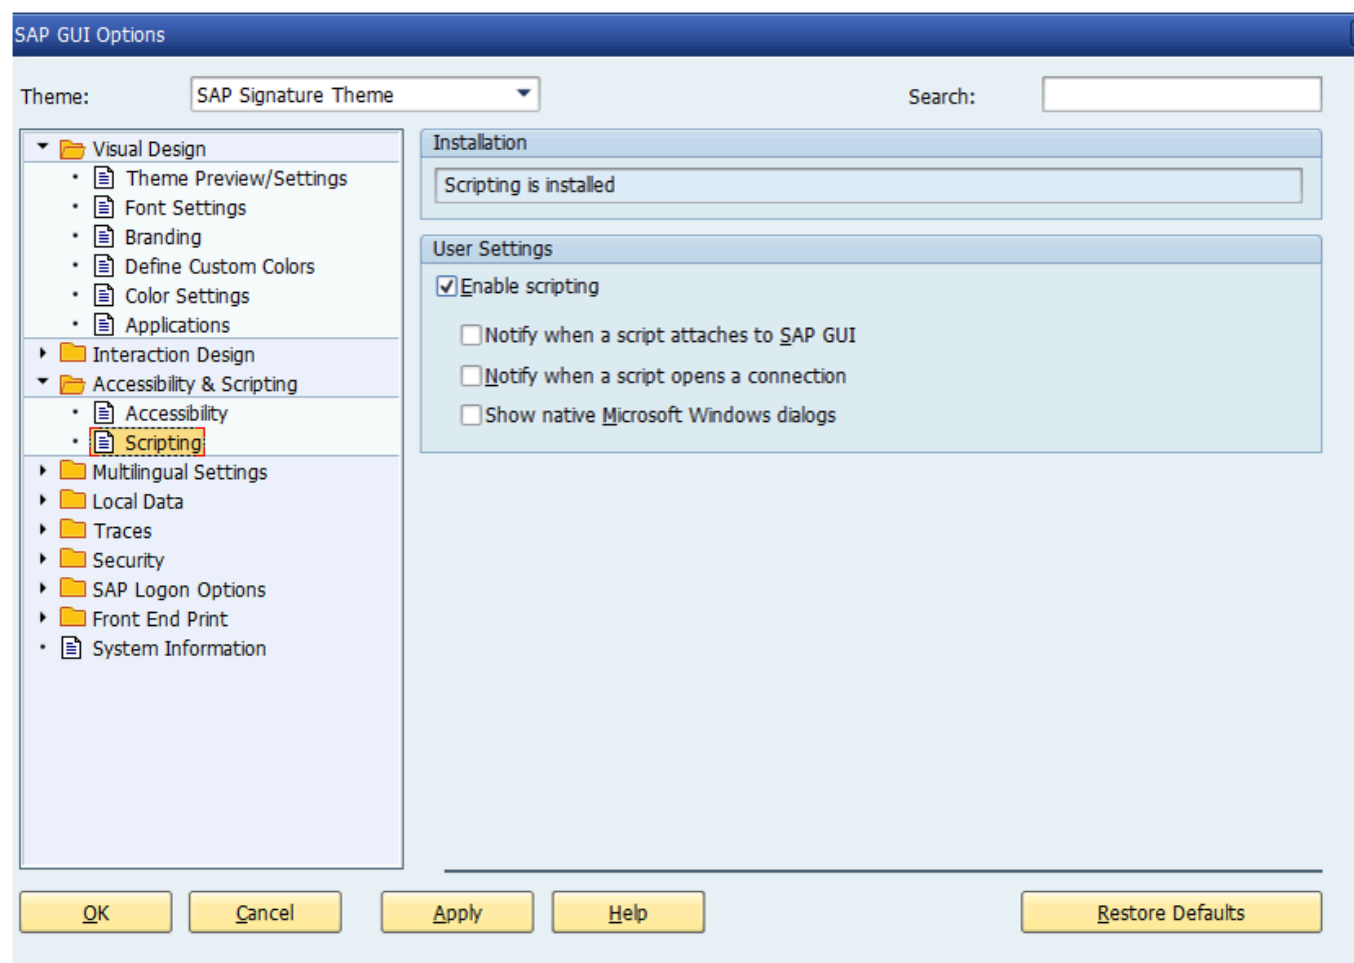 SAP GUI Options
Theme: SAP Signature Theme Search:
Visual Design
Theme Preview/Settings
Font Settings
Branding
Define Custom Colors
Color Settings
Applications
Interaction Design
Accessibility & Scripting
Accessibility
Scripting
Multilingual Settings
Local Data
Traces
Security
SAP Logon Options
Front End Print
System Information
Installation
Scripting is installed
User Settings
Enable scripting
Notify when a script attaches to SAP GUI
Notify when a script opens a connection
Show native Microsoft Windows dialogs
OK Cancel Apply Help Restore Defaults